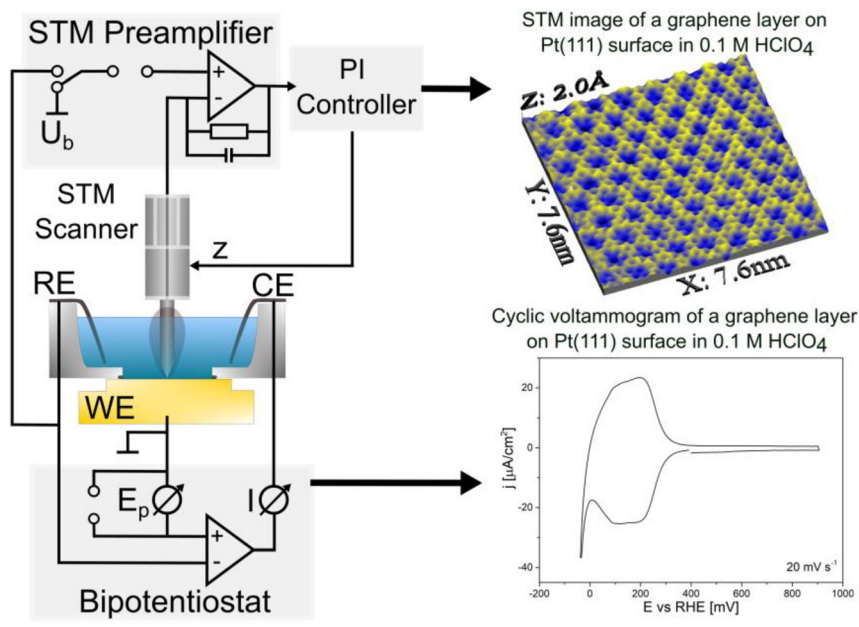 STM Preamplifier
+
-
U_b
PI
Controller
STM
Scanner
z
RE
CE
WE
E_p
I
+
-
Bipotentiostat
STM image of a graphene layer on
Pt(111) surface in 0.1 M HClO4
Z: 2.0Å
Y: 7.6nm
X: 7.6nm
Cyclic voltammogram of a graphene layer
on Pt(111) surface in 0.1 M HClO4
j [µA/cm²]
20
0
-20
-40
20 mV s⁻¹
-200 0 200 400 600 800 1000
E vs RHE [mV]